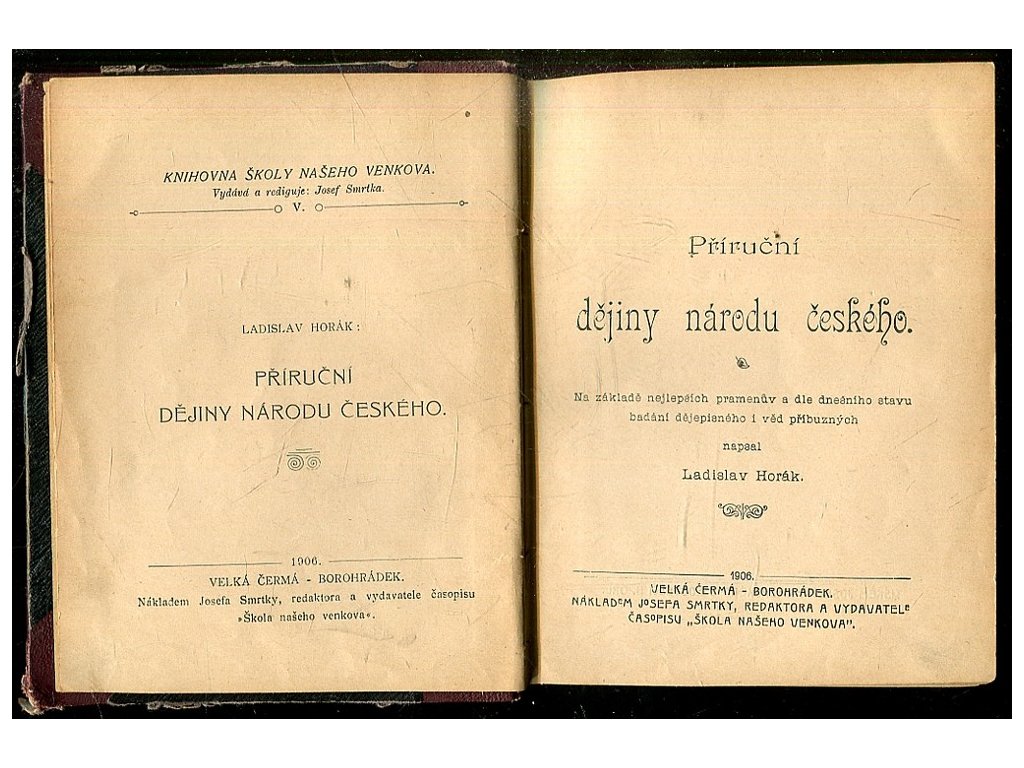 KNIHOVNA ŠKOLY NAŠEHO VENKOVA.
Vydává a rediguje: Josef Smrtka.
V.
LADISLAV HORÁK:
PŘÍRUČNÍ
DĚJINY NÁRODU ČESKÉHO.
1906.
VELKÁ ČERMÁ - BOROHRÁDEK.
Nákladem Josefa Smrtky, redaktora a vydavatele časopisu
»Škola našeho venkova«.
Příruční
dějiny národu českého.
Na základě nejlepších pramenův a dle dnešního stavu
badání dějepisného i věd příbuzných
napsal
Ladislav Horák.
1906.
VELKÁ ČERMÁ - BOROHRÁDEK.
NÁKLADEM JOSEFA SMRTKY, REDAKTORA A VYDAVATELE
ČASOPISU „ŠKOLA NAŠEHO VENKOVA".